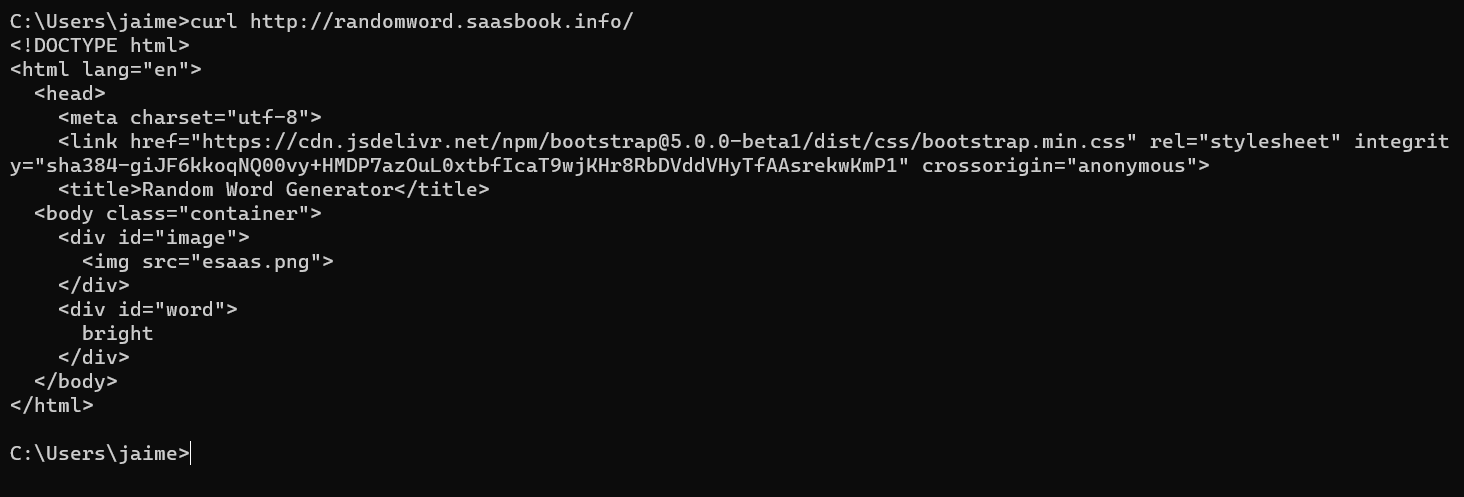 C:\Users\jaime>curl http://randomword.saasbook.info/
<!DOCTYPE html>
<html lang="en">
  <head>
    <meta charset="utf-8">
    <link href="https://cdn.jsdelivr.net/npm/bootstrap@5.0.0-beta1/dist/css/bootstrap.min.css" rel="stylesheet" integrit
y="sha384-giJF6kkoqNQ00vy+HMDP7azOuL0xtbfIcaT9wjKHr8RbDVddVHyTfAAsrekwKmP1" crossorigin="anonymous">
    <title>Random Word Generator</title>
  <body class="container">
    <div id="image">
      <img src="esaas.png">
    </div>
    <div id="word">
      bright
    </div>
  </body>
</html>

C:\Users\jaime>